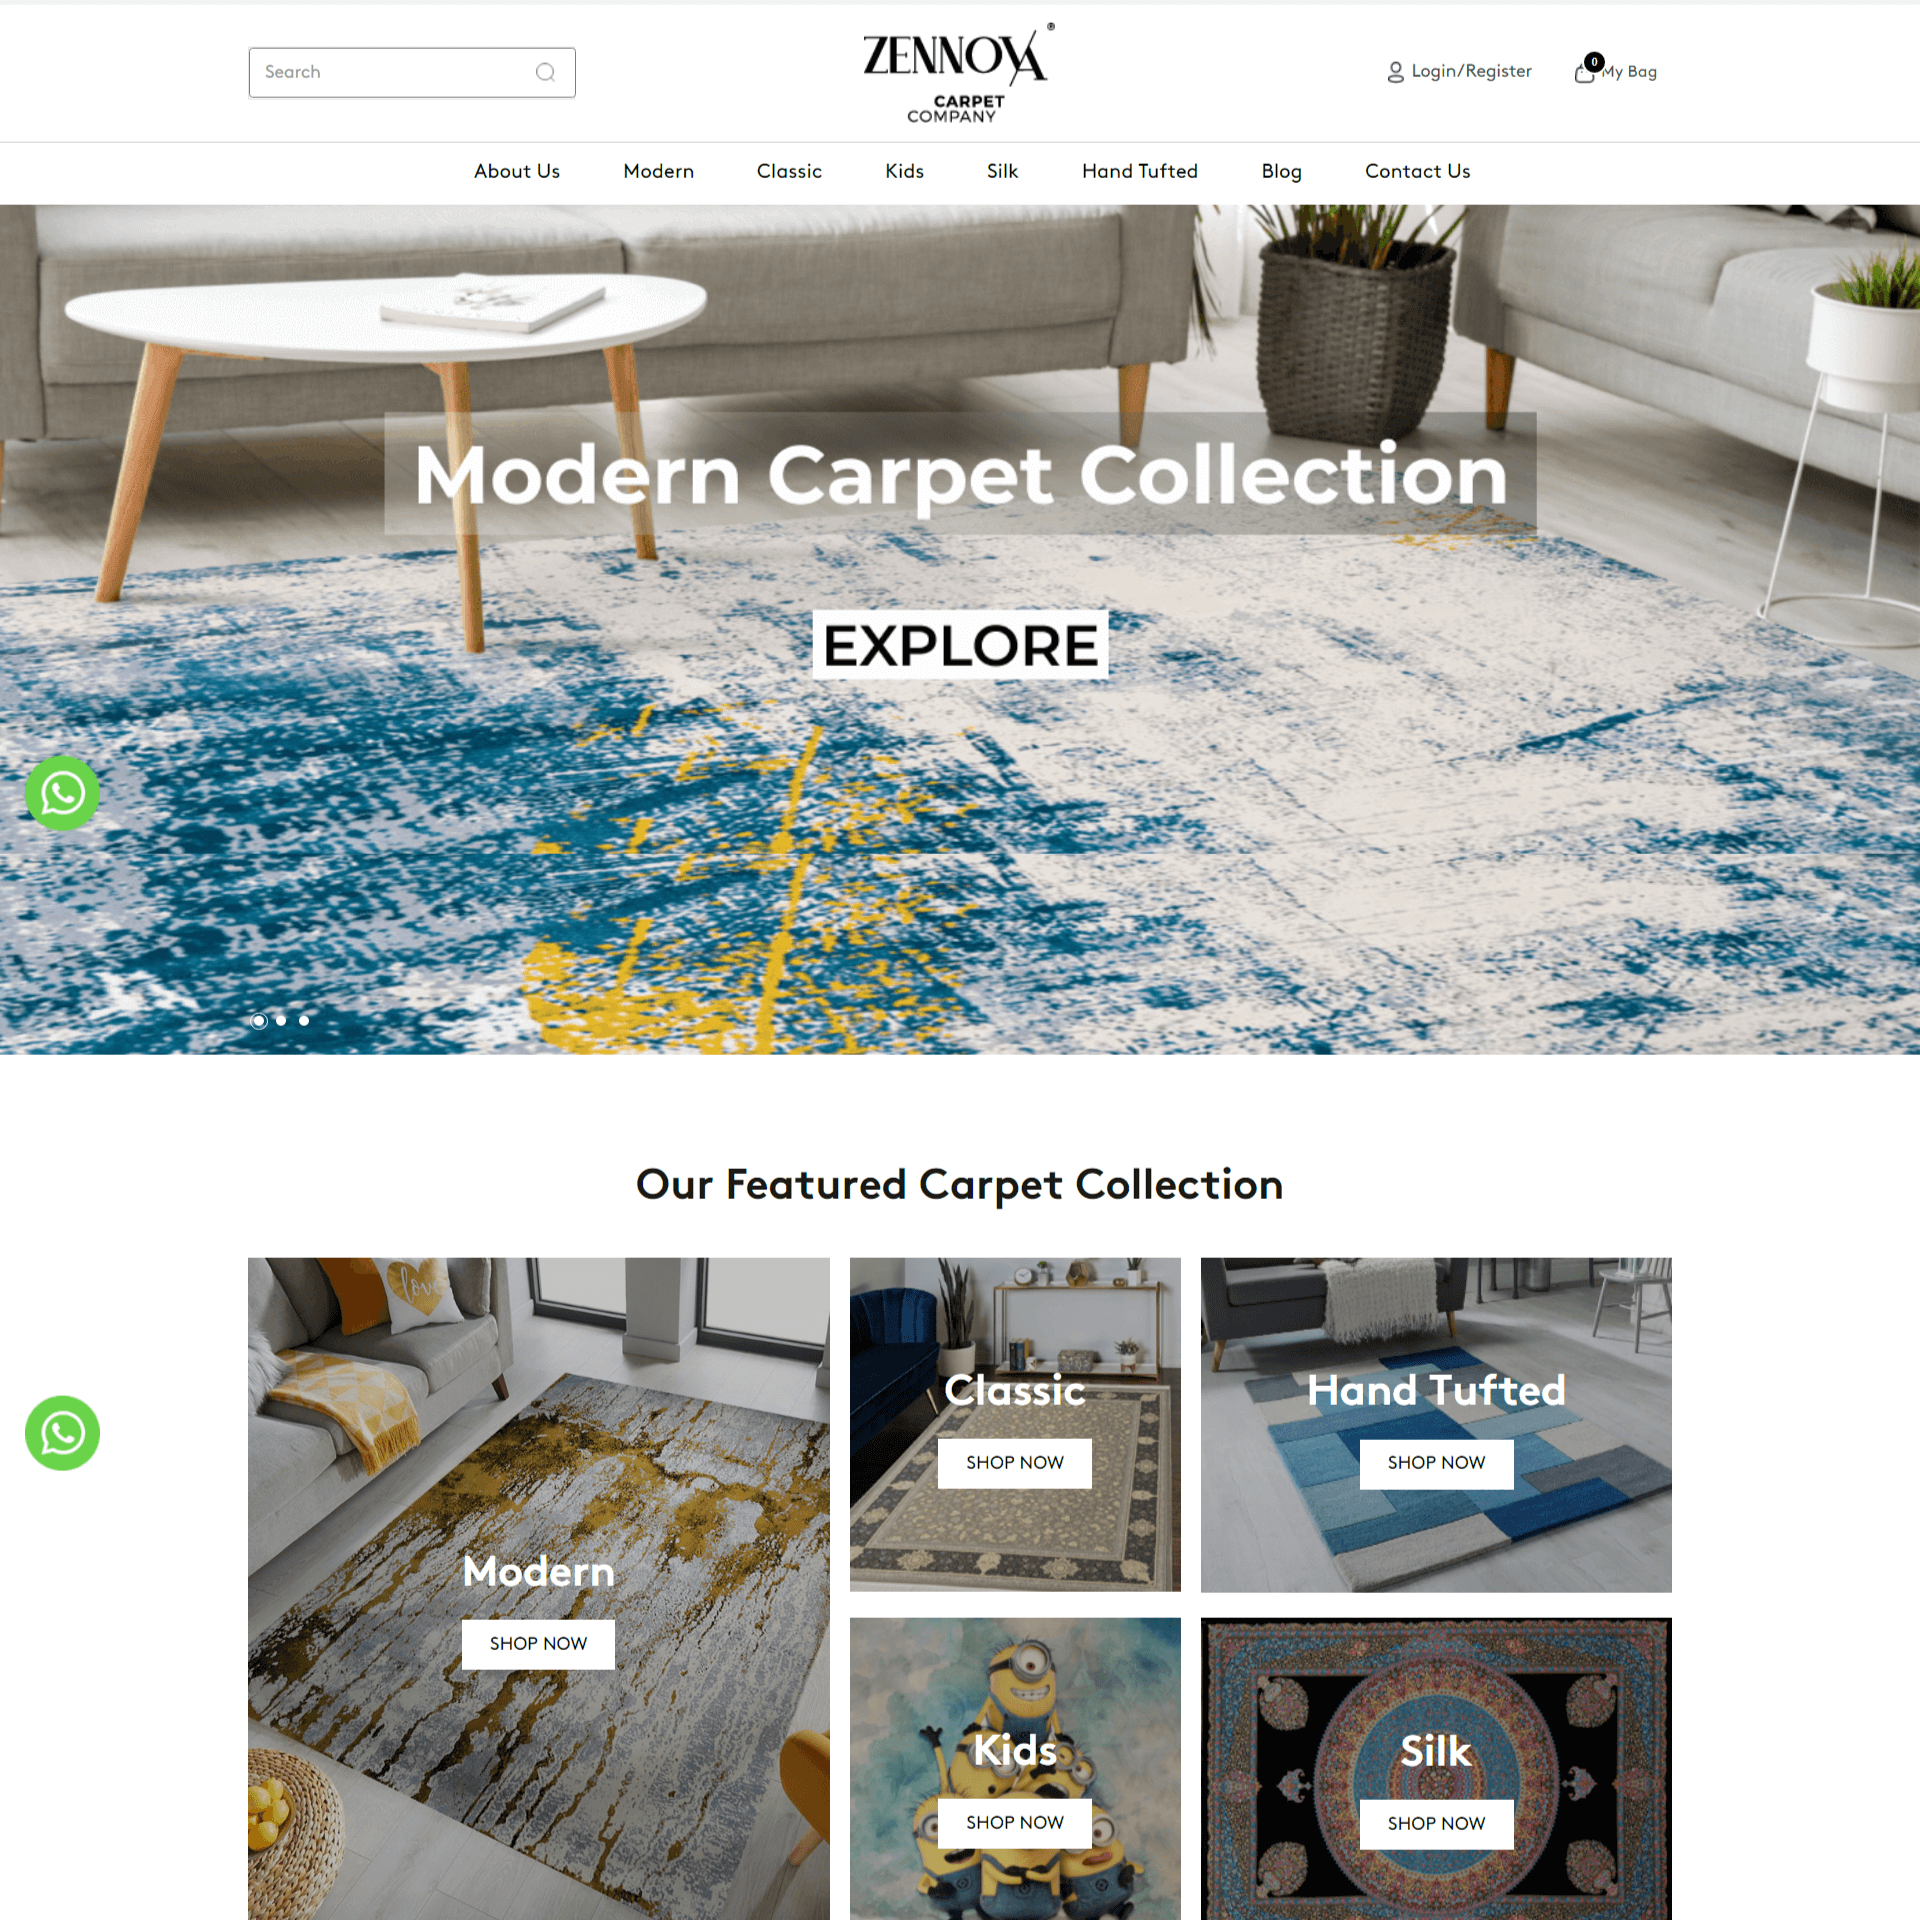 Search
ZENNOVA ®
CARPET
COMPANY
Login/Register
0
My Bag
About Us
Modern
Classic
Kids
Silk
Hand Tufted
Blog
Contact Us
Modern Carpet Collection
EXPLORE
Our Featured Carpet Collection
love
Classic
SHOP NOW
Hand Tufted
SHOP NOW
Modern
SHOP NOW
Kids
SHOP NOW
Silk
SHOP NOW